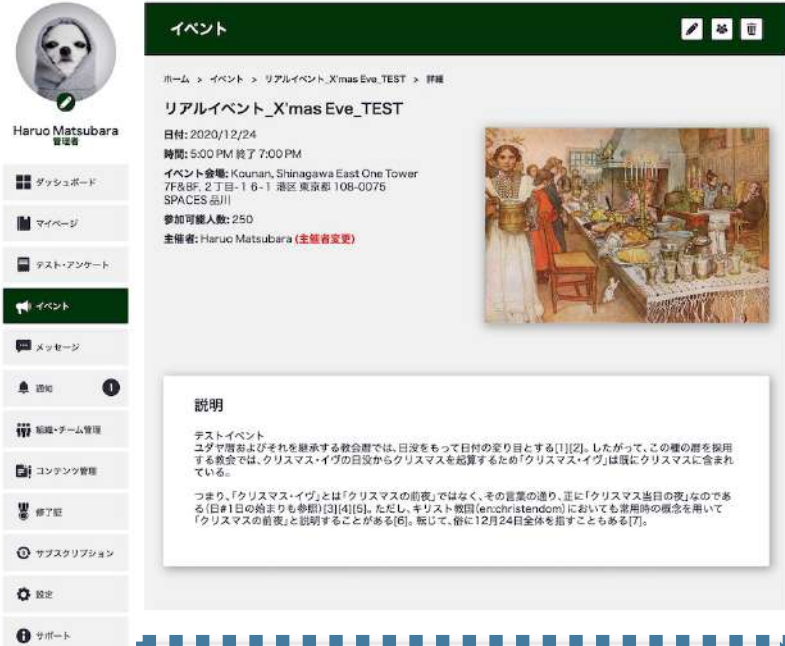 イベント
ホーム > イベント > リアルイベント_X'mas Eve_TEST > 詳細
リアルイベント_X'mas Eve_TEST
日付: 2020/12/24
時間: 5:00 PM 終了 7:00 PM
イベント会場: Kounan, Shinagawa East One Tower
7F&8F, 2丁目-16-1 港区 東京都 108-0075
SPACES 品川
参加可能人数: 250
主催者: Haruo Matsubara (主催者変更)
Haruo Matsubara
管理者
ダッシュボード
マイページ
テスト・アンケート
イベント
メッセージ
通知 1
組織・チーム管理
コンテンツ管理
修了証
サブスクリプション
設定
サポート
説明
テストイベント
ユダヤ暦およびそれを継承する教会暦では、日没をもって日付の変り目とする[1][2]。したがって、この種の暦を採用
する教会では、クリスマス・イヴの日没からクリスマスを起算するため「クリスマス・イヴ」は既にクリスマスに含まれ
ている。
つまり、「クリスマス・イヴ」とは「クリスマスの前夜」ではなく、その言葉の通り、正に「クリスマス当日の夜」なのであ
る(日#1日の始まりも参照)[3][4][5]。ただし、キリスト教国(en:christendom)においても常用時の概念を用いて
「クリスマスの前夜」と説明することがある[6]。転じて、俗に12月24日全体を指すこともある[7]。